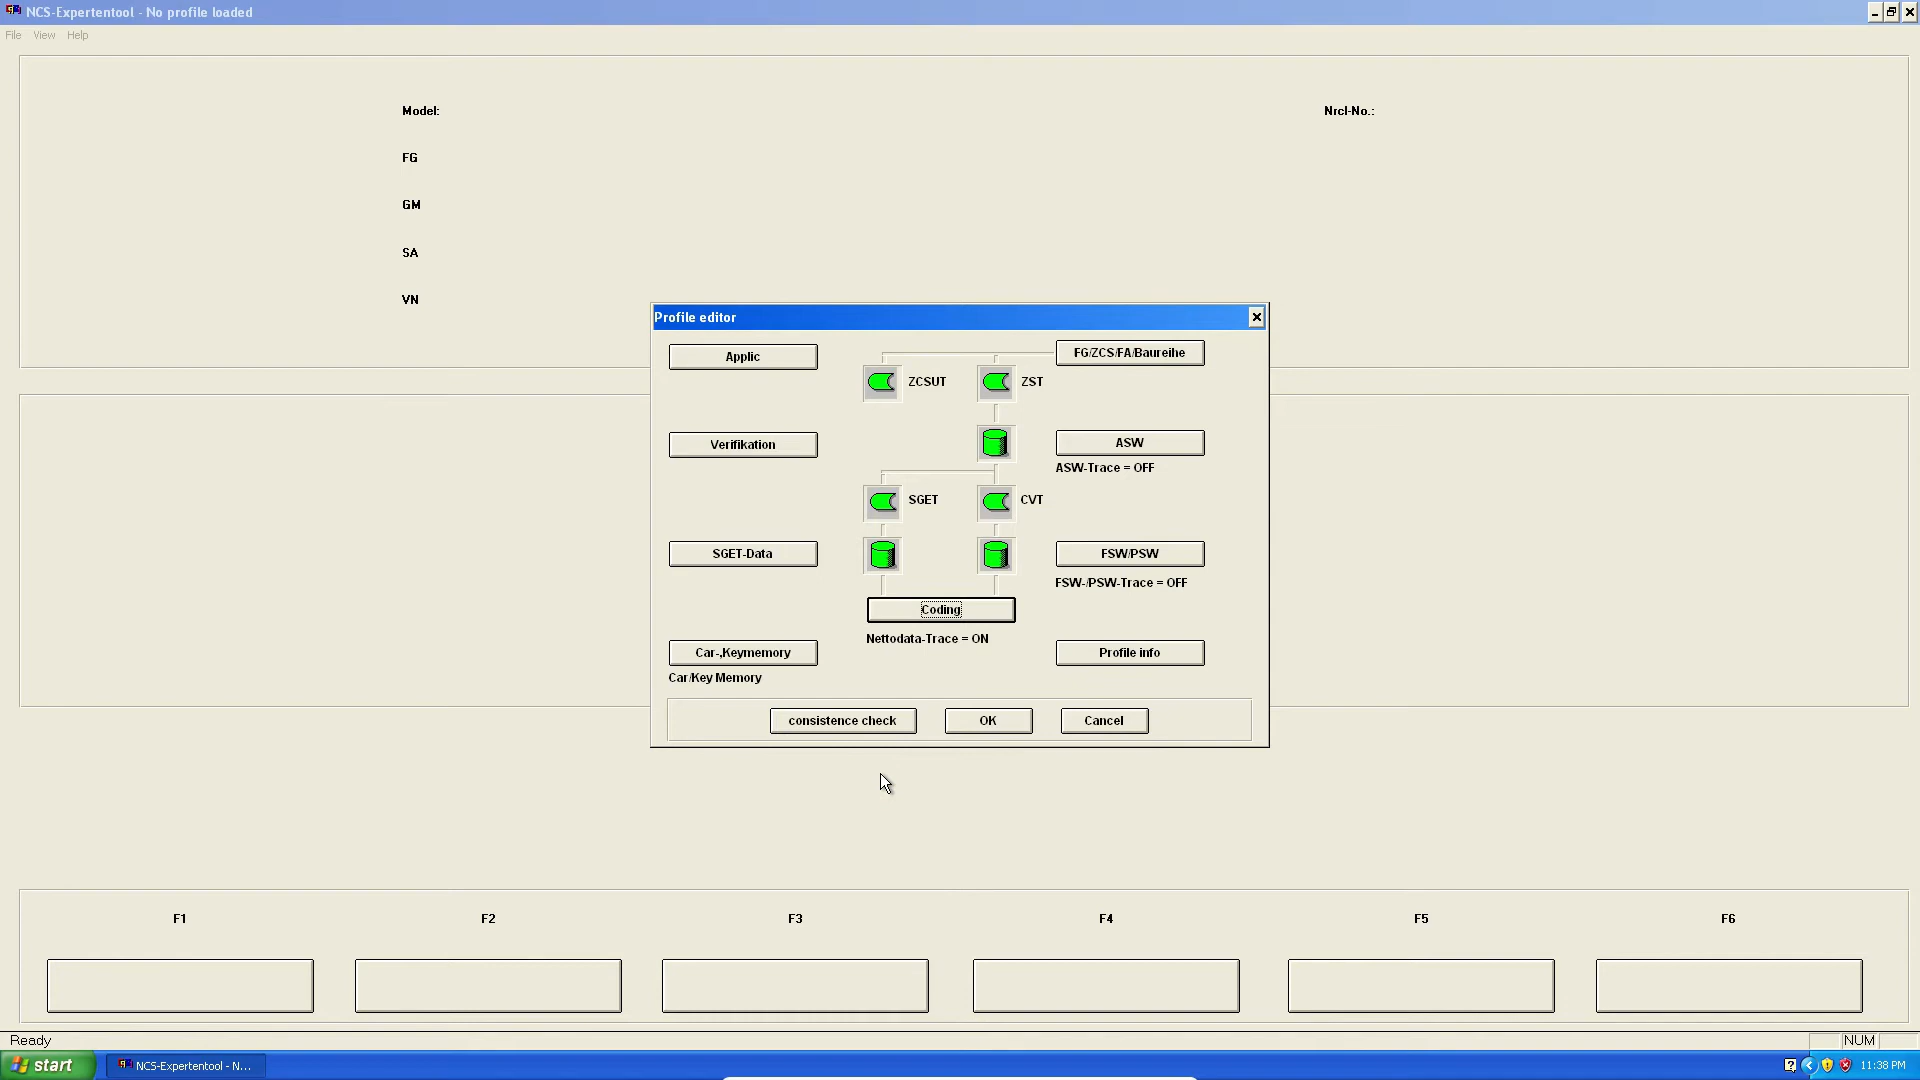 NCS-Expertentool - No profile loaded
File View Help
Model:
Nrcl-No.:
FG
GM
SA
VN
Profile editor
Applic
FG/ZCS/FA/Baureihe
ZCSUT
ZST
Verifikation
ASW
ASW-Trace = OFF
SGET
CVT
SGET-Data
FSW/PSW
FSW-/PSW-Trace = OFF
Coding
Nettodata-Trace = ON
Car-,Keymemory
Profile info
Car/Key Memory
consistence check
OK
Cancel
F1 F2 F3 F4 F5 F6
Ready
NUM
start
NCS-Expertentool - N...
11:38 PM